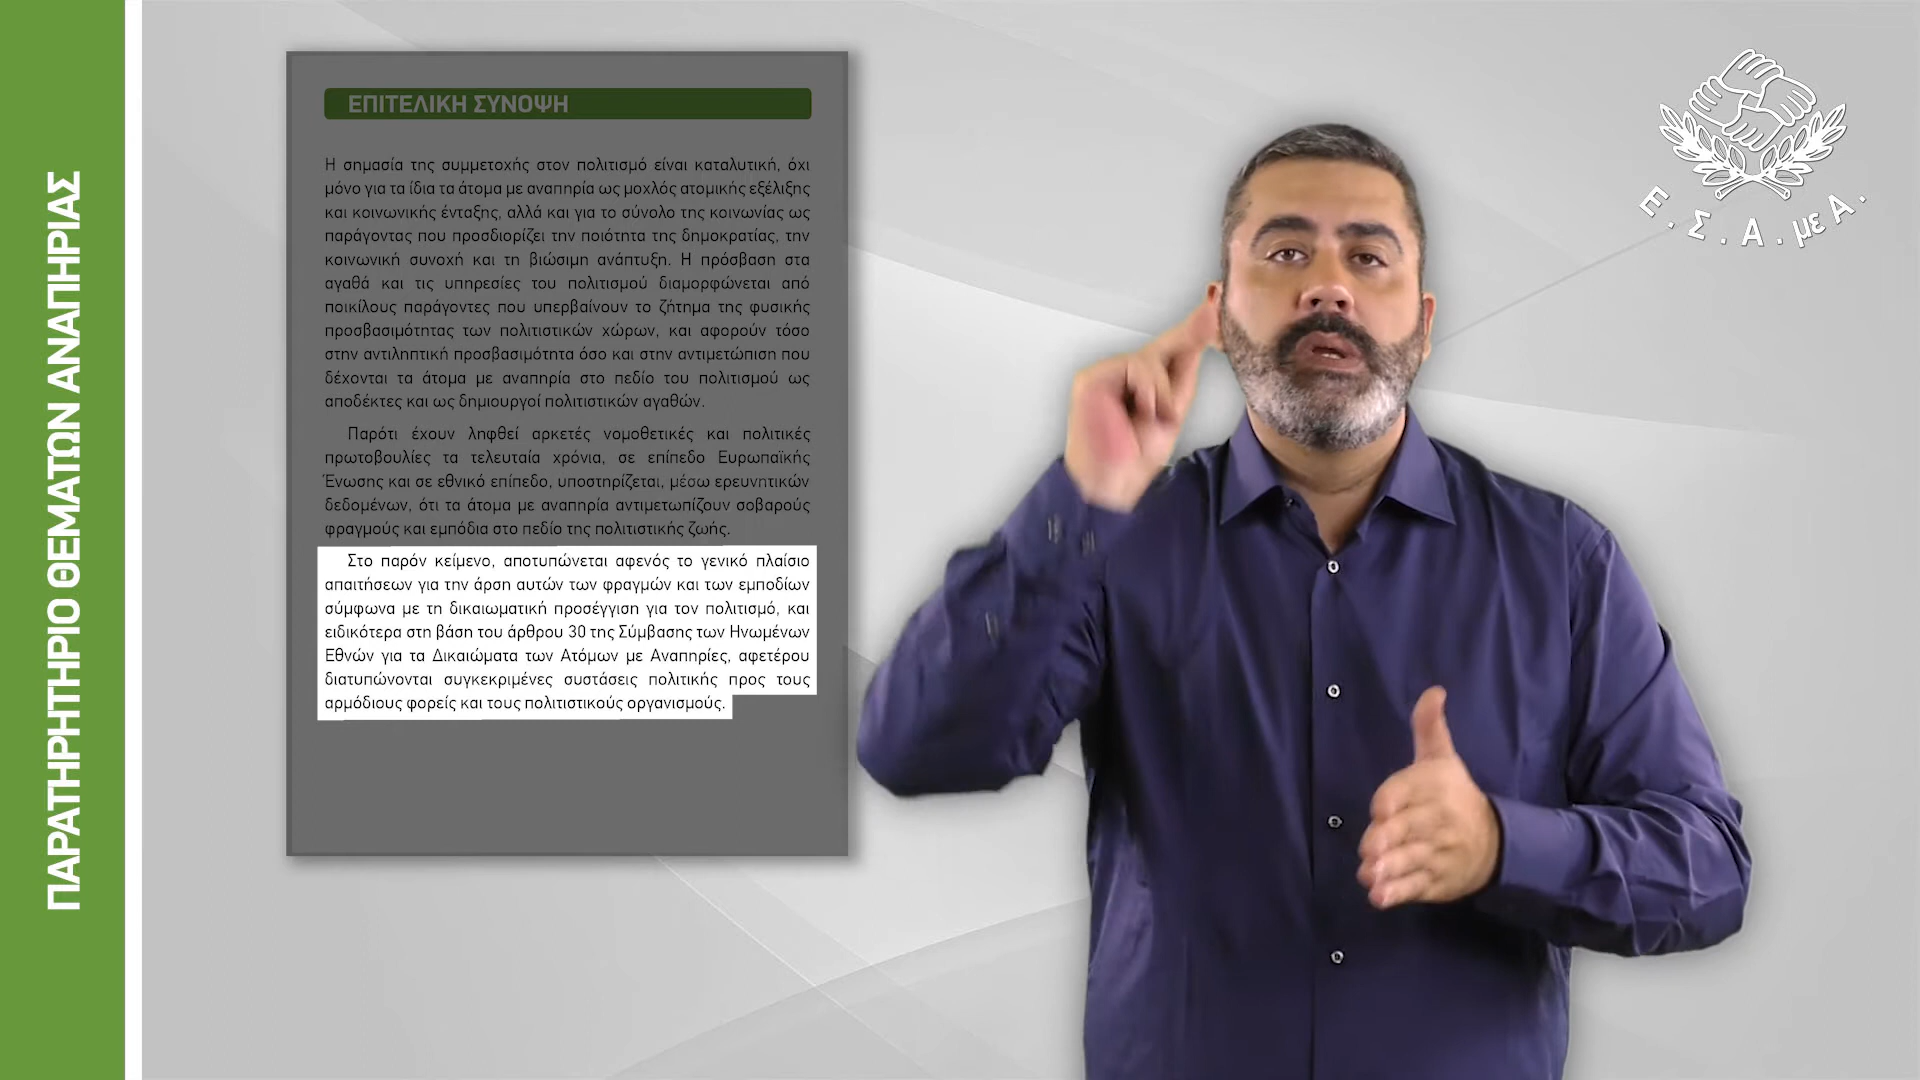 ΠΑΡΑΤΗΡΗΤΗΡΙΟ ΘΕΜΑΤΩΝ ΑΝΑΠΗΡΙΑΣ
ΕΠΙΤΕΛΙΚΗ ΣΥΝΟΨΗ
Η σημασία της συμμετοχής στον πολιτισμό είναι καταλυτική, όχι
μόνο για τα ίδια τα άτομα με αναπηρία ως μοχλός ατομικής εξέλιξης
και κοινωνικής ένταξης, αλλά και για το σύνολο της κοινωνίας ως
παράγοντας που προσδιορίζει την ποιότητα της δημοκρατίας, την
κοινωνική συνοχή και τη βιώσιμη ανάπτυξη. Η πρόσβαση στα
αγαθά και τις υπηρεσίες του πολιτισμού διαμορφώνεται από
ποικίλους παράγοντες που υπερβαίνουν το ζήτημα της φυσικής
προσβασιμότητας των πολιτιστικών χώρων, και αφορούν τόσο
στην αντιληπτική προσβασιμότητα όσο και στην αντιμετώπιση που
δέχονται τα άτομα με αναπηρία στο πεδίο του πολιτισμού ως
αποδέκτες και ως δημιουργοί πολιτιστικών αγαθών.
Παρότι έχουν ληφθεί αρκετές νομοθετικές και πολιτικές
πρωτοβουλίες τα τελευταία χρόνια, σε επίπεδο Ευρωπαϊκής
Ένωσης και σε εθνικό επίπεδο, υποστηρίζεται, μέσω ερευνητικών
δεδομένων, ότι τα άτομα με αναπηρία αντιμετωπίζουν σοβαρούς
φραγμούς και εμπόδια στο πεδίο της πολιτιστικής ζωής.
Στο παρόν κείμενο, αποτυπώνεται αφενός το γενικό πλαίσιο
απαιτήσεων για την άρση αυτών των φραγμών και των εμποδίων
σύμφωνα με τη δικαιωματική προσέγγιση για τον πολιτισμό, και
ειδικότερα στη βάση του άρθρου 30 της Σύμβασης των Ηνωμένων
Εθνών για τα Δικαιώματα των Ατόμων με Αναπηρίες, αφετέρου
διατυπώνονται συγκεκριμένες συστάσεις πολιτικής προς τους
αρμόδιους φορείς και τους πολιτιστικούς οργανισμούς.
Ε.Σ.Α.μεΑ.